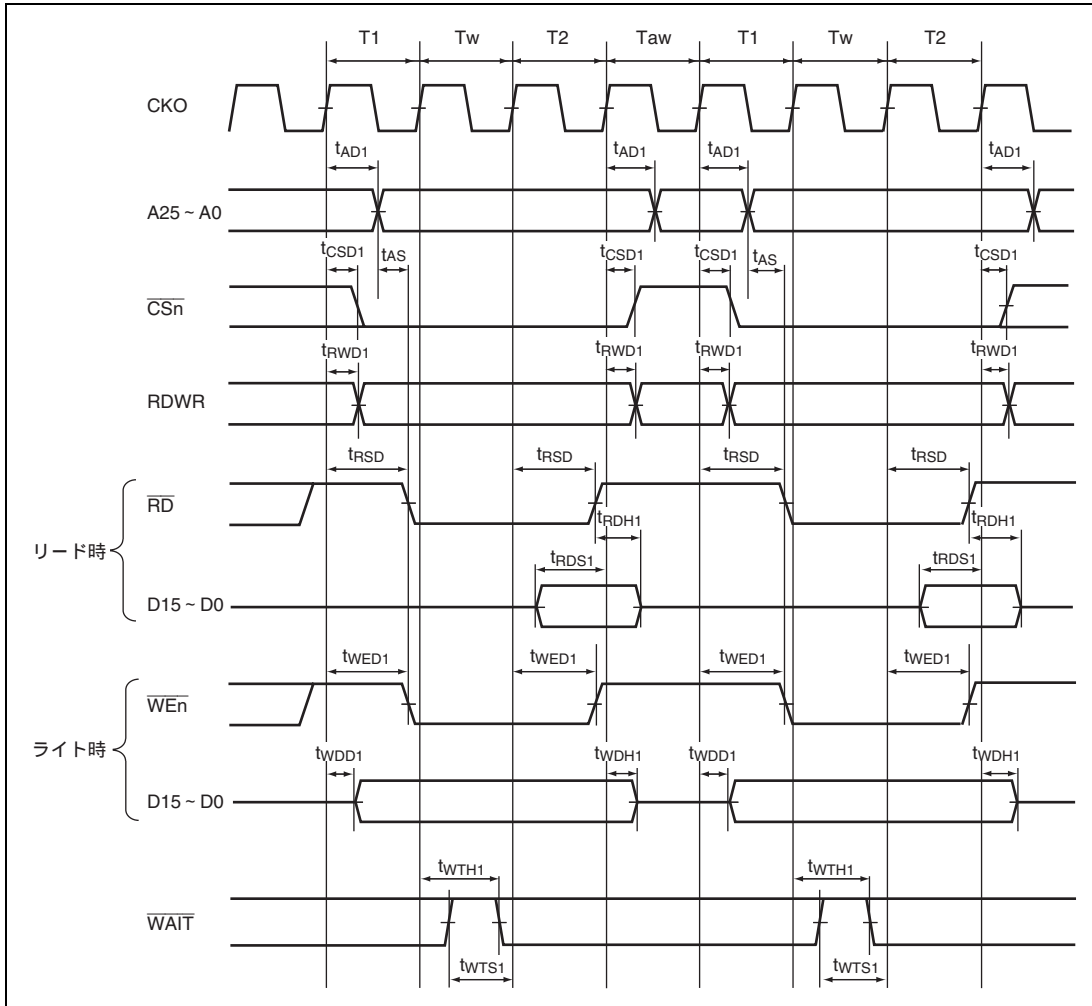 T1 Tw T2 Taw T1 Tw T2
CKO
tAD1 tAD1 tAD1 tAD1
A25 ~ A0
tCSD1 tAS tCSD1 tCSD1 tAS tCSD1
CSn
tRWD1 tRWD1 tRWD1 tRWD1
RDWR
tRSD tRSD tRSD tRSD
RD
tRDH1 tRDH1
リード時
tRDS1 tRDS1
D15 ~ D0
tWED1 tWED1 tWED1 tWED1
WEn
ライト時
tWDD1 tWDH1 tWDD1 tWDH1
D15 ~ D0
tWTH1 tWTH1
WAIT
tWTS1 tWTS1